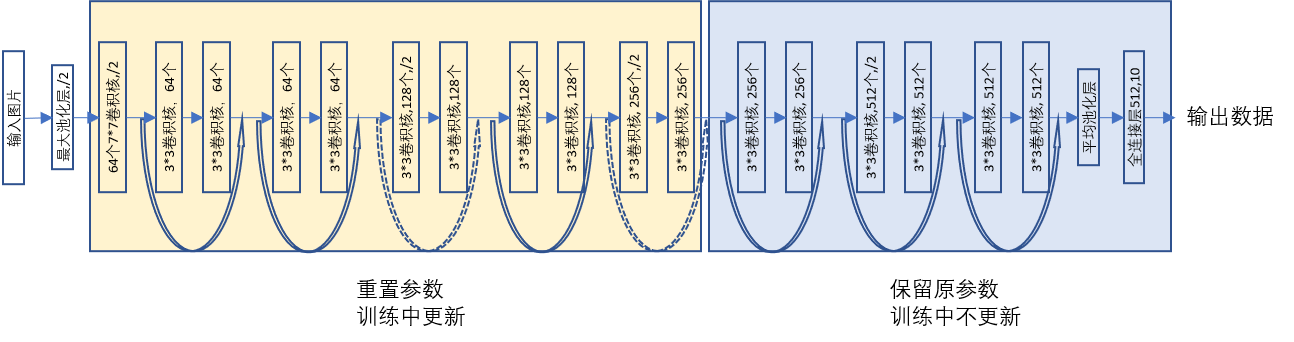 输入图片
最大池化层,/2
64个7*7卷积核,/2
3*3卷积核, 64个
3*3卷积核, 64个
3*3卷积核, 64个
3*3卷积核, 64个
3*3卷积核,128个,/2
3*3卷积核,128个
3*3卷积核,128个
3*3卷积核, 128个
3*3卷积核, 256个,/2
3*3卷积核, 256个
3*3卷积核, 256个
3*3卷积核, 256个
3*3卷积核,512个,/2
3*3卷积核, 512个
3*3卷积核, 512个
3*3卷积核, 512个
平均池化层
全连接层512,10
输出数据
重置参数
训练中更新
保留原参数
训练中不更新